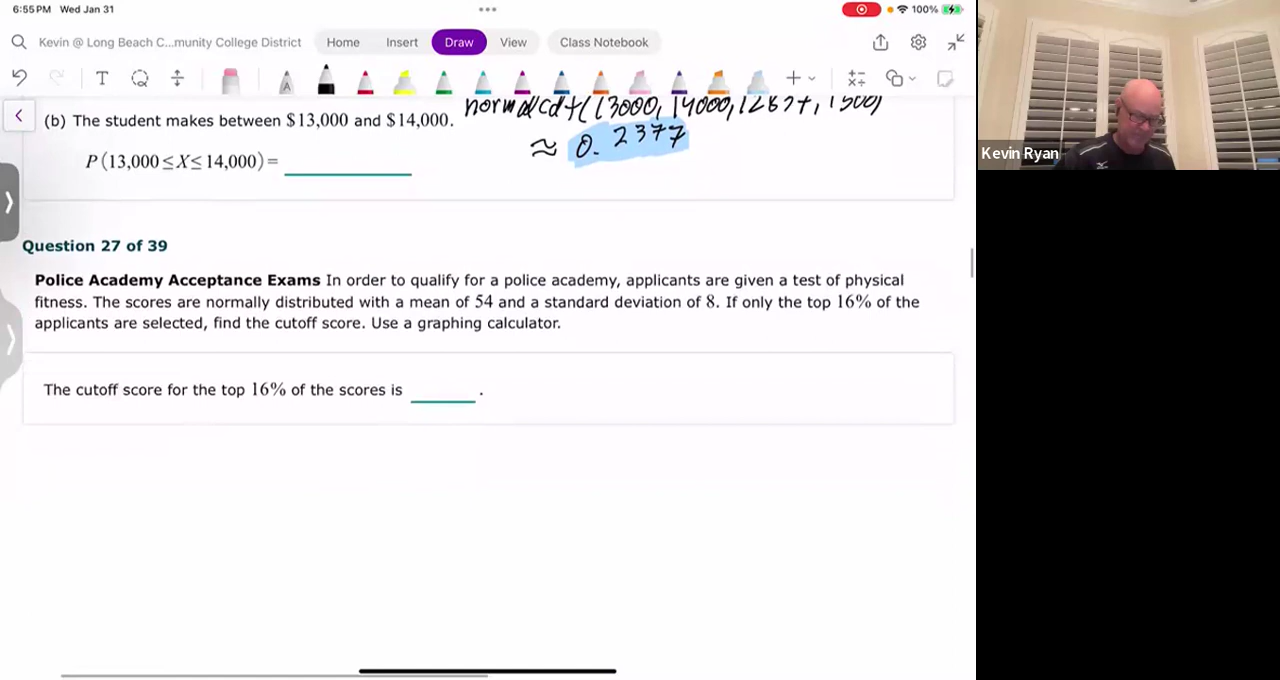 6:55PM Wed Jan 31
100%
Kevin @ Long Beach C...munity College District
Home
Insert
Draw
View
Class Notebook
T
A
normalcdf(13000, 14000, 12837, 1500)
(b) The student makes between $13,000 and $14,000.
≈ 0.2377
P(13,000≤X≤14,000)=
Kevin Ryan
Question 27 of 39
Police Academy Acceptance Exams In order to qualify for a police academy, applicants are given a test of physical
fitness. The scores are normally distributed with a mean of 54 and a standard deviation of 8. If only the top 16% of the
applicants are selected, find the cutoff score. Use a graphing calculator.
The cutoff score for the top 16% of the scores is ______ .